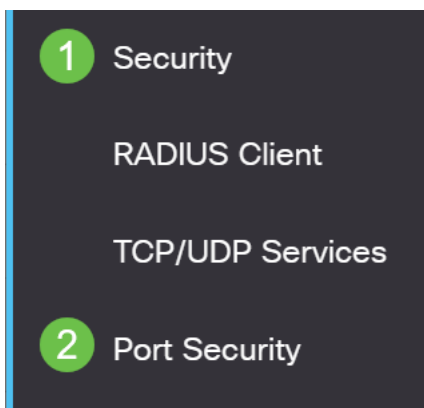 1 Security
RADIUS Client
TCP/UDP Services
2 Port Security